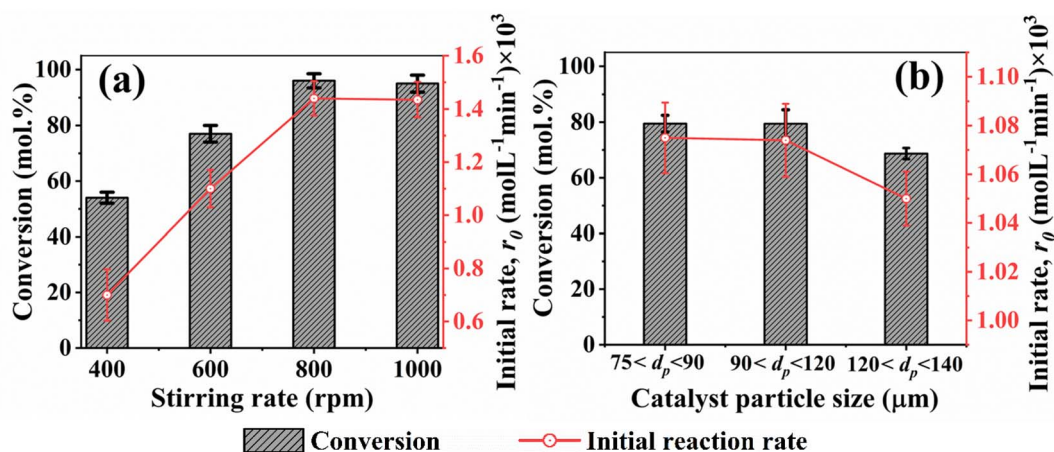 (a)
Conversion (mol.%)
100
80
60
40
20
0
400 600 800 1000
Stirring rate (rpm)
1.6
1.4
1.2
1.0
0.8
0.6
Initial rate, r₀ (molL⁻¹min⁻¹)×10³
(b)
Conversion (mol.%)
100
80
60
40
20
0
75< dₚ<90 90< dₚ<120 120< dₚ<140
Catalyst particle size (μm)
1.10
1.08
1.06
1.04
1.02
1.00
Initial rate, r₀ (molL⁻¹min⁻¹)×10³
Conversion Initial reaction rate